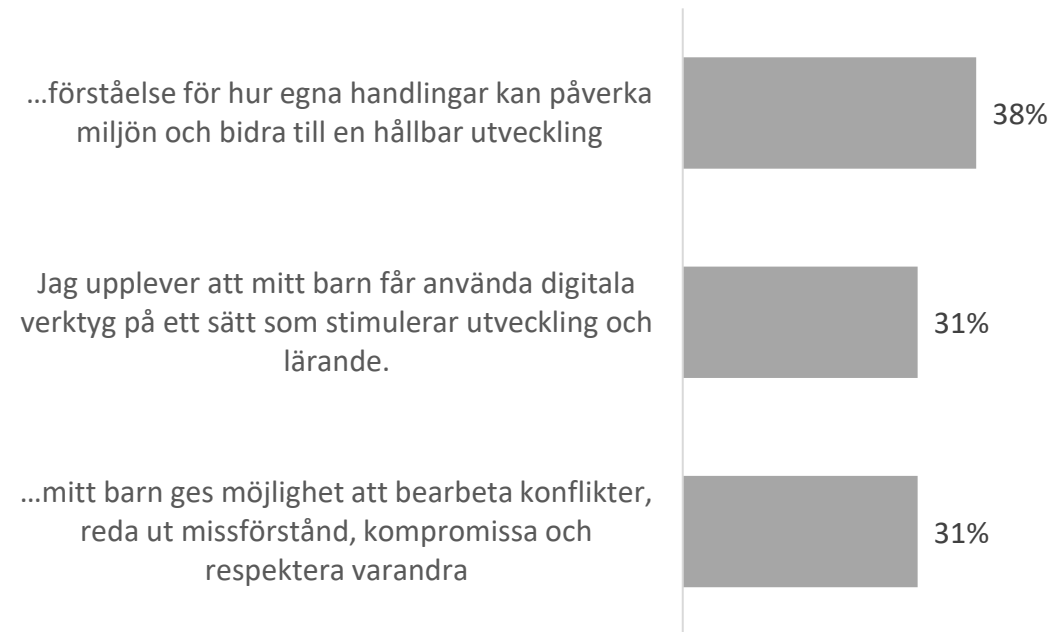 …förståelse för hur egna handlingar kan påverka
miljön och bidra till en hållbar utveckling
38%
Jag upplever att mitt barn får använda digitala
verktyg på ett sätt som stimulerar utveckling och
lärande.
31%
…mitt barn ges möjlighet att bearbeta konflikter,
reda ut missförstånd, kompromissa och
respektera varandra
31%